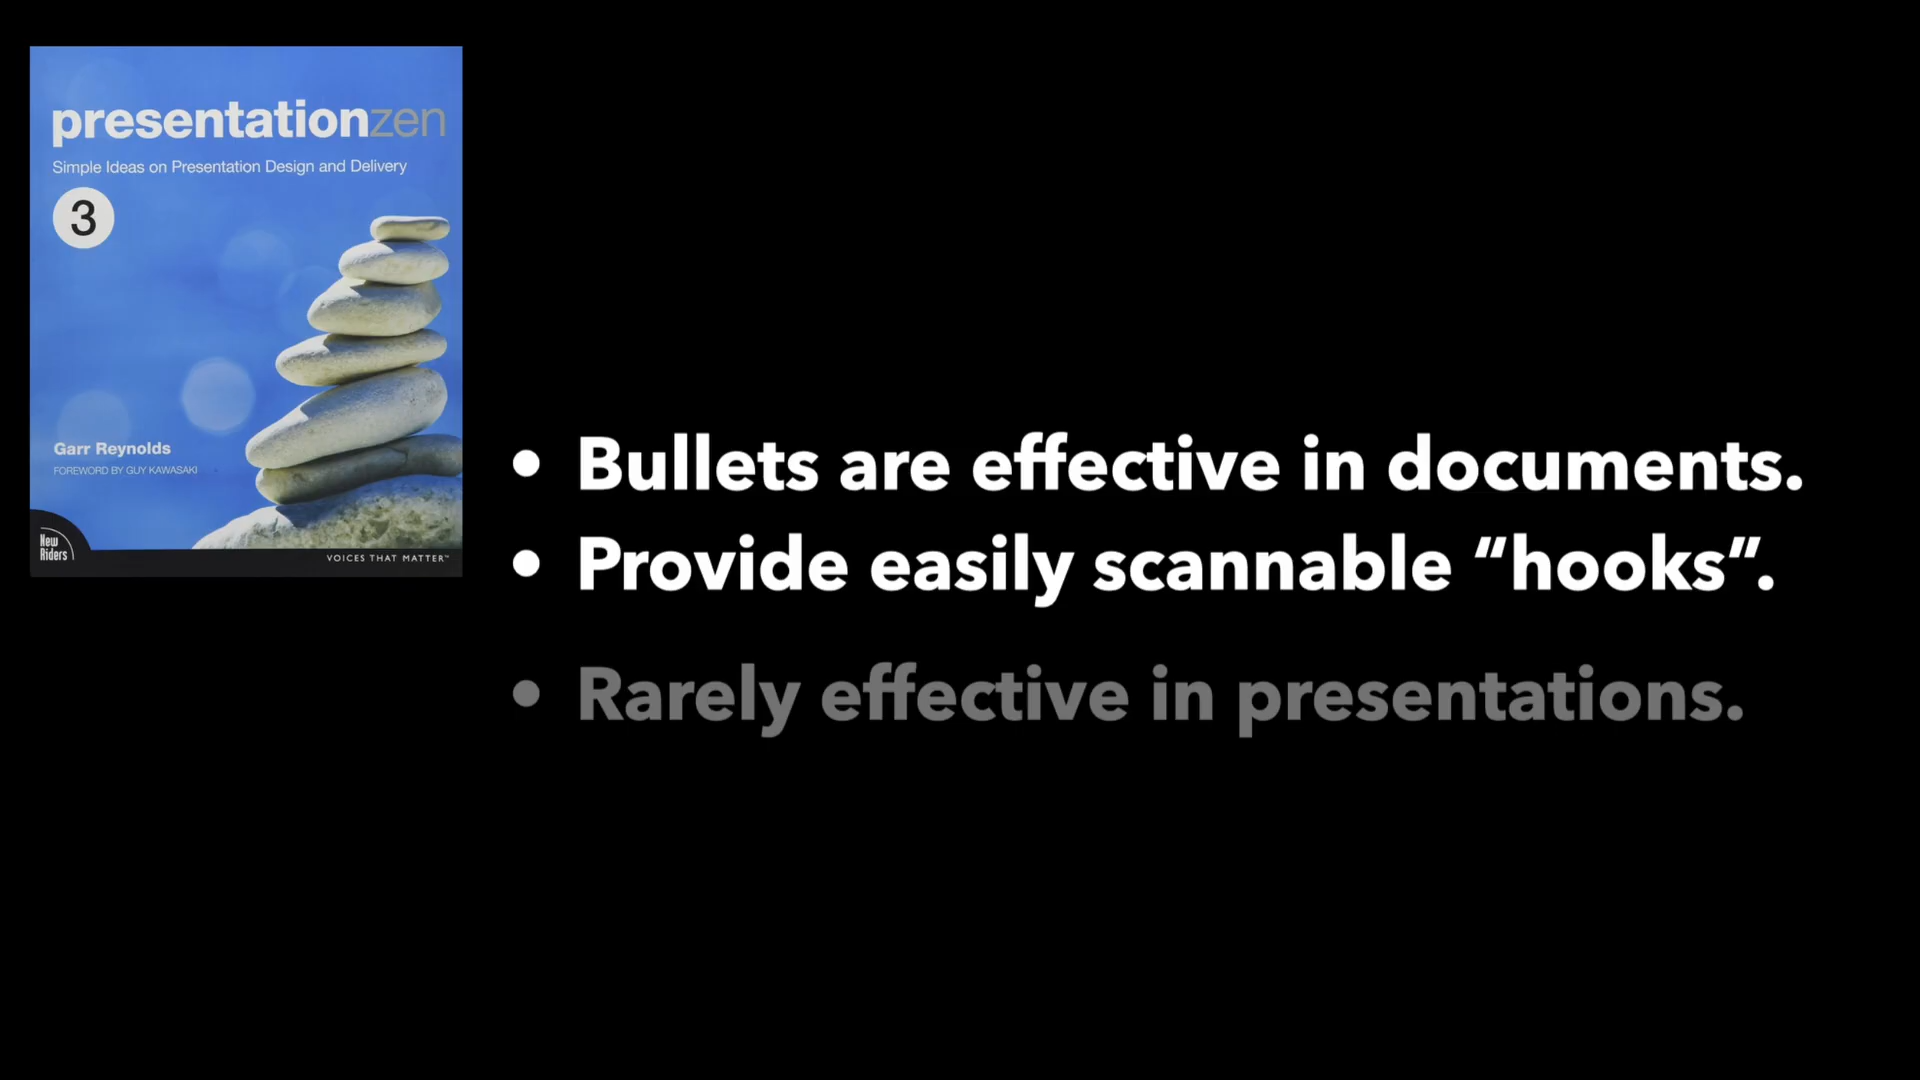 presentationzen
Simple Ideas on Presentation Design and Delivery
3
Garr Reynolds
FOREWORD BY GUY KAWASAKI
New
Riders
VOICES THAT MATTER™
• Bullets are effective in documents.
• Provide easily scannable “hooks”.
• Rarely effective in presentations.